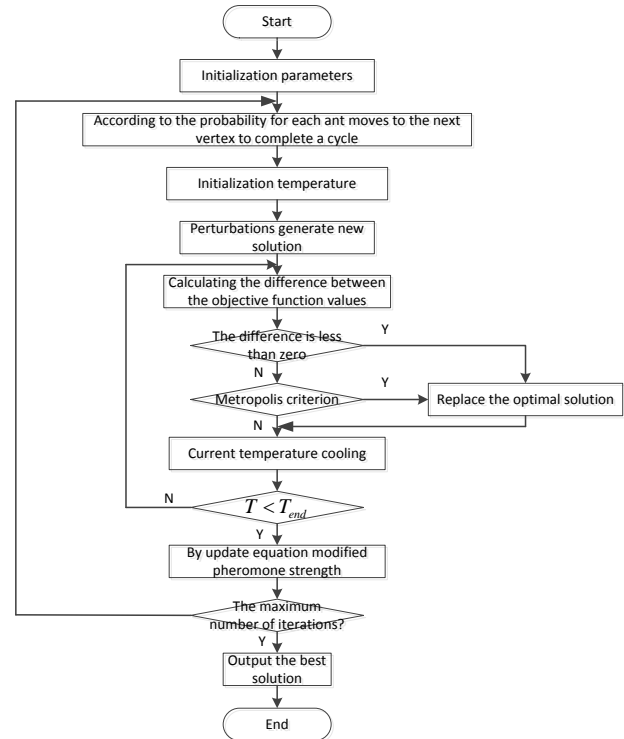 Start
Initialization parameters
According to the probability for each ant moves to the next
vertex to complete a cycle
Initialization temperature
Perturbations generate new
solution
Calculating the difference between
the objective function values
The difference is less
than zero
Y
N
Metropolis criterion
Y
Replace the optimal solution
N
Current temperature cooling
N
T < Tend
Y
By update equation modified
pheromone strength
The maximum
number of iterations?
Y
Output the best
solution
End